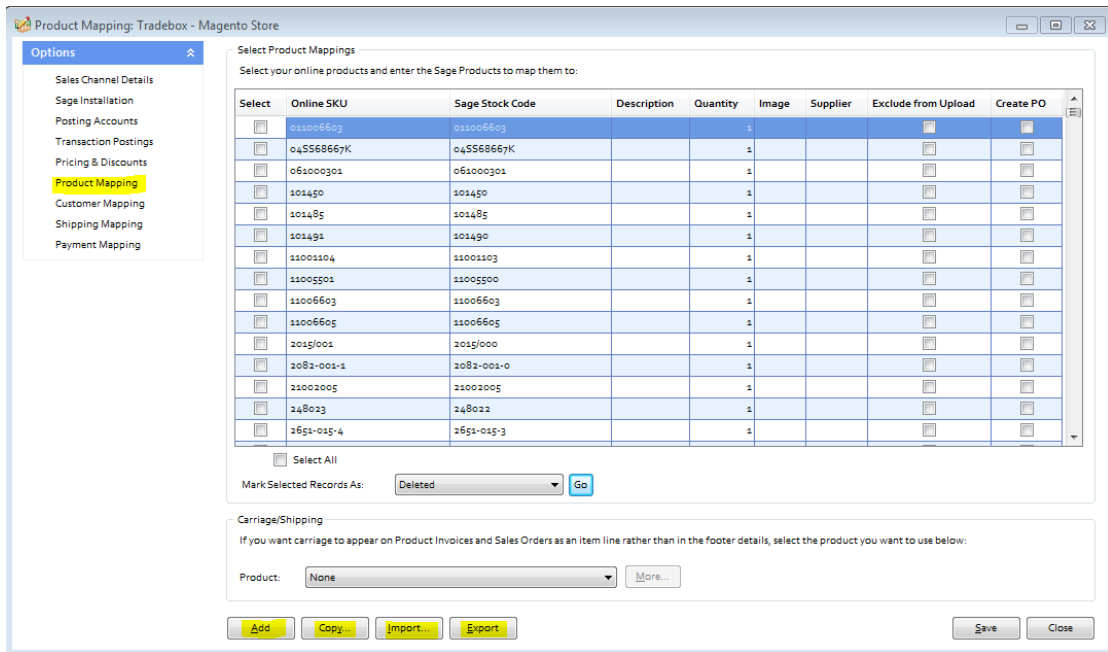 Product Mapping: Tradebox - Magento Store
Options
Sales Channel Details
Sage Installation
Posting Accounts
Transaction Postings
Pricing & Discounts
Product Mapping
Customer Mapping
Shipping Mapping
Payment Mapping
Select Product Mappings
Select your online products and enter the Sage Products to map them to:
Select Online SKU Sage Stock Code Description Quantity Image Supplier Exclude from Upload Create PO
011006603 011006603 1
04SS68667K 04SS68667K 1
061000301 061000301 1
101450 101450 1
101485 101485 1
101491 101490 1
11001104 11001103 1
11005501 11005500 1
11006603 11006603 1
11006605 11006605 1
2015/001 2015/000 1
2082-001-1 2082-001-0 1
21002005 21002005 1
248023 248022 1
2651-015-4 2651-015-3 1
Select All
Mark Selected Records As: Deleted Go
Carriage/Shipping
If you want carriage to appear on Product Invoices and Sales Orders as an item line rather than in the footer details, select the product you want to use below:
Product: None More...
Add Copy... Import... Export Save Close